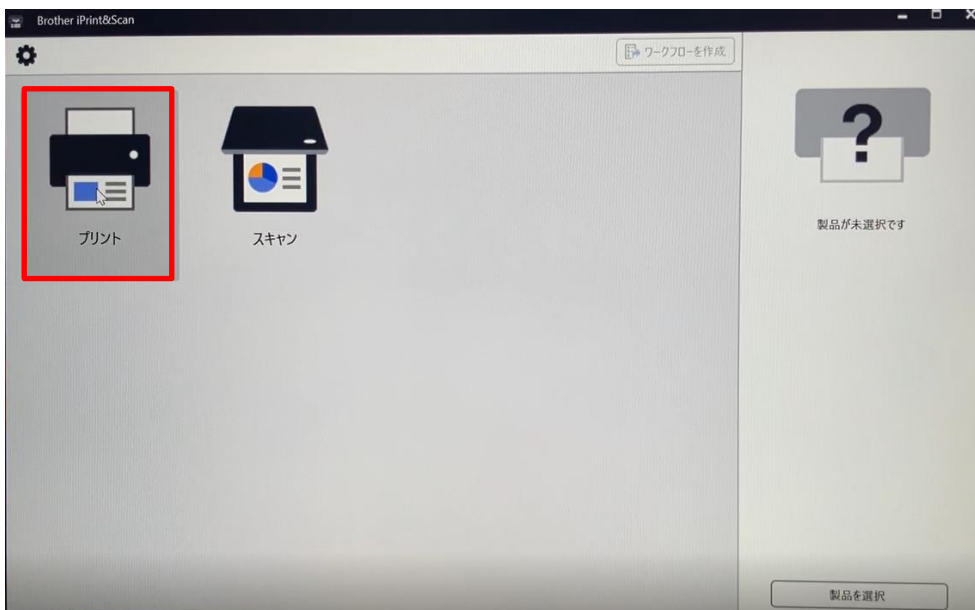 Brother iPrint&Scan
ワークフローを作成
プリント
スキャン
?
製品が未選択です
製品を選択